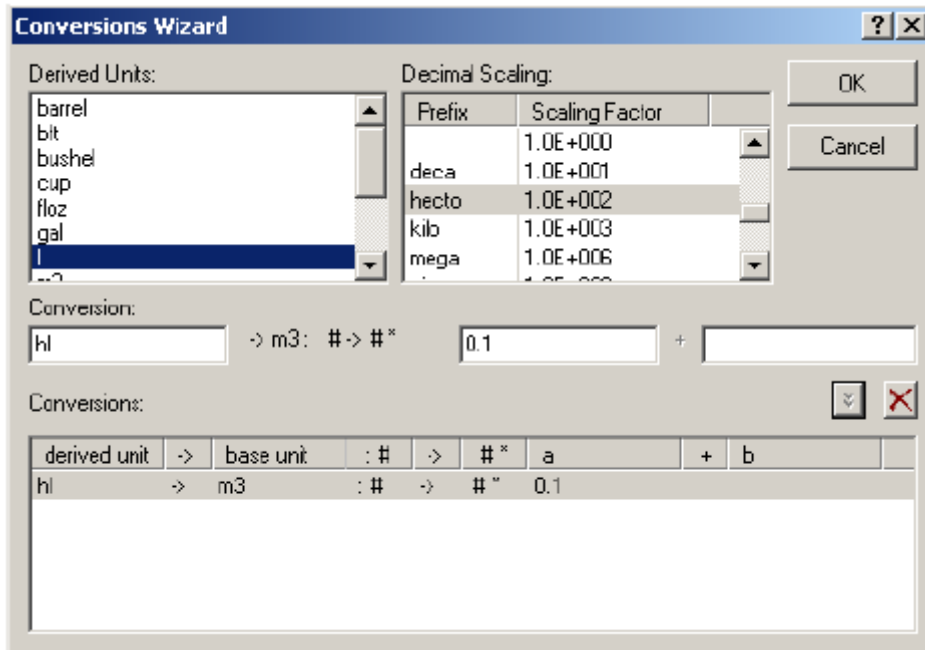 Conversions Wizard
Derived Units:
barrel
blt
bushel
cup
floz
gal
l
m3
Decimal Scaling:
Prefix Scaling Factor
1.0E+000
deca 1.0E+001
hecto 1.0E+002
kilo 1.0E+003
mega 1.0E+006
OK
Cancel
Conversion:
hl -> m3: # -> # * 0.1 +
Conversions:
derived unit -> base unit : # -> # * a + b
hl -> m3 : # -> # * 0.1